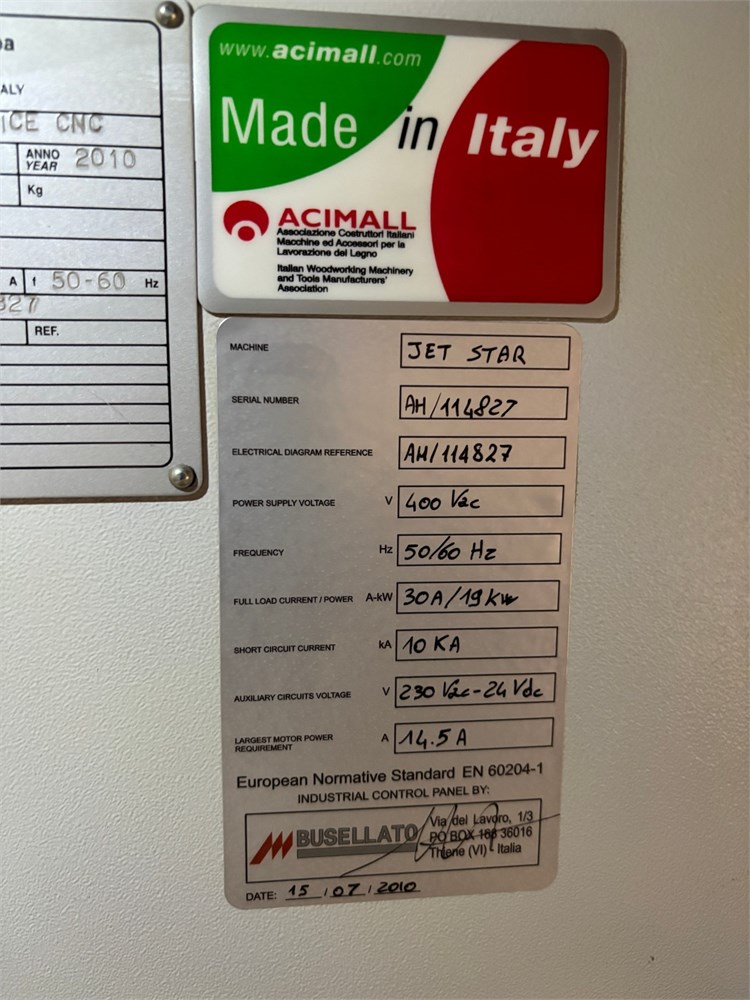 ALY
ICE CNC
ANNO
YEAR 2010
Kg
A f 50-60 Hz
827
REF.
www.acimall.com
Made in Italy
ACIMALL
Associazione Costruttori Italiani
Macchine ed Accessori per la
Lavorazione del Legno
Italian Woodworking Machinery
and Tools Manufacturers'
Association
MACHINE JET STAR
SERIAL NUMBER AH/114827
ELECTRICAL DIAGRAM REFERENCE AH/114827
POWER SUPPLY VOLTAGE V 400 Vac
FREQUENCY Hz 50/60 Hz
FULL LOAD CURRENT / POWER A-kW 30A/19kw
SHORT CIRCUIT CURRENT kA 10 KA
AUXILIARY CIRCUITS VOLTAGE V 230 Vac-24 Vdc
LARGEST MOTOR POWER
REQUIREMENT A 14.5 A
European Normative Standard EN 60204-1
INDUSTRIAL CONTROL PANEL BY:
BUSELLATO
Via del Lavoro, 1/3
PO BOX 36016
Thiene (VI) - Italia
DATE: 15 / 07 / 2010